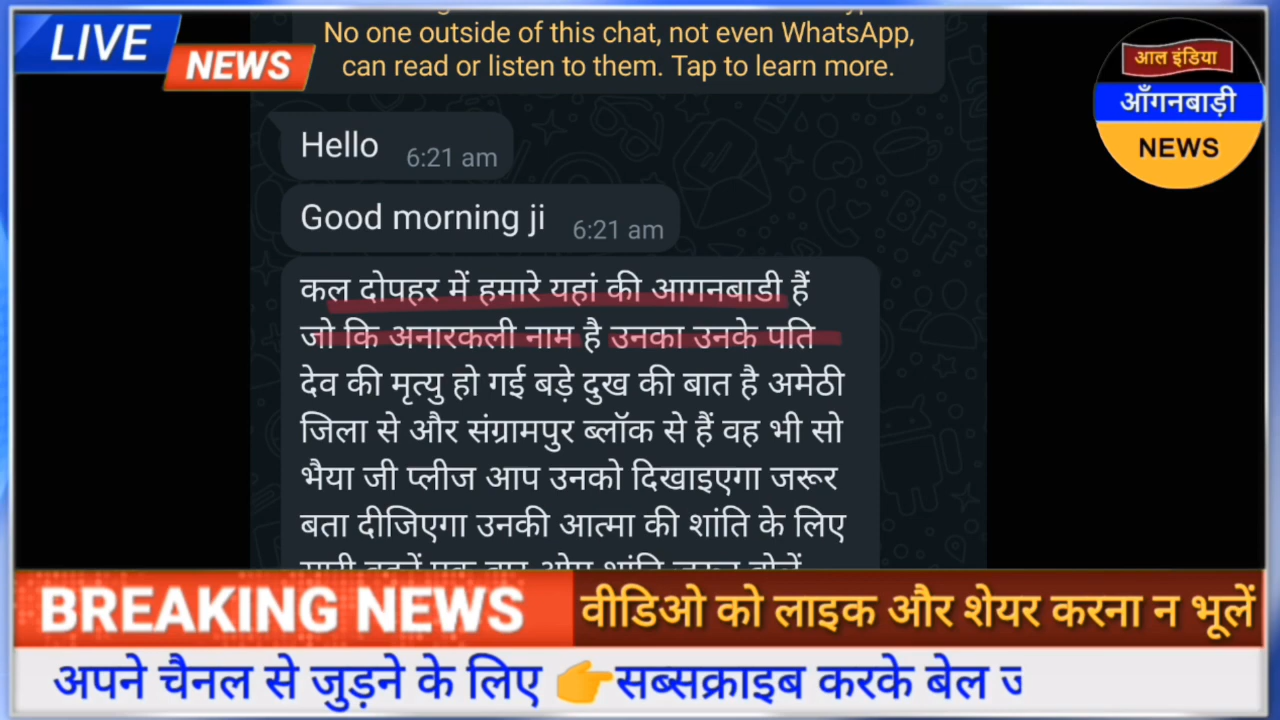 LIVE
NEWS
No one outside of this chat, not even WhatsApp,
can read or listen to them. Tap to learn more.
आल इंडिया
आँगनबाड़ी
NEWS
Hello 6:21 am
Good morning ji 6:21 am
कल दोपहर में हमारे यहां की आगनबाडी हैं
जो कि अनारकली नाम है उनका उनके पति
देव की मृत्यु हो गई बड़े दुख की बात है अमेठी
जिला से और संग्रामपुर ब्लॉक से हैं वह भी सो
भैया जी प्लीज आप उनको दिखाइएगा जरूर
बता दीजिएगा उनकी आत्मा की शांति के लिए
BREAKING NEWS
वीडिओ को लाइक और शेयर करना न भूलें
अपने चैनल से जुड़ने के लिए 👉सब्सक्राइब करके बेल